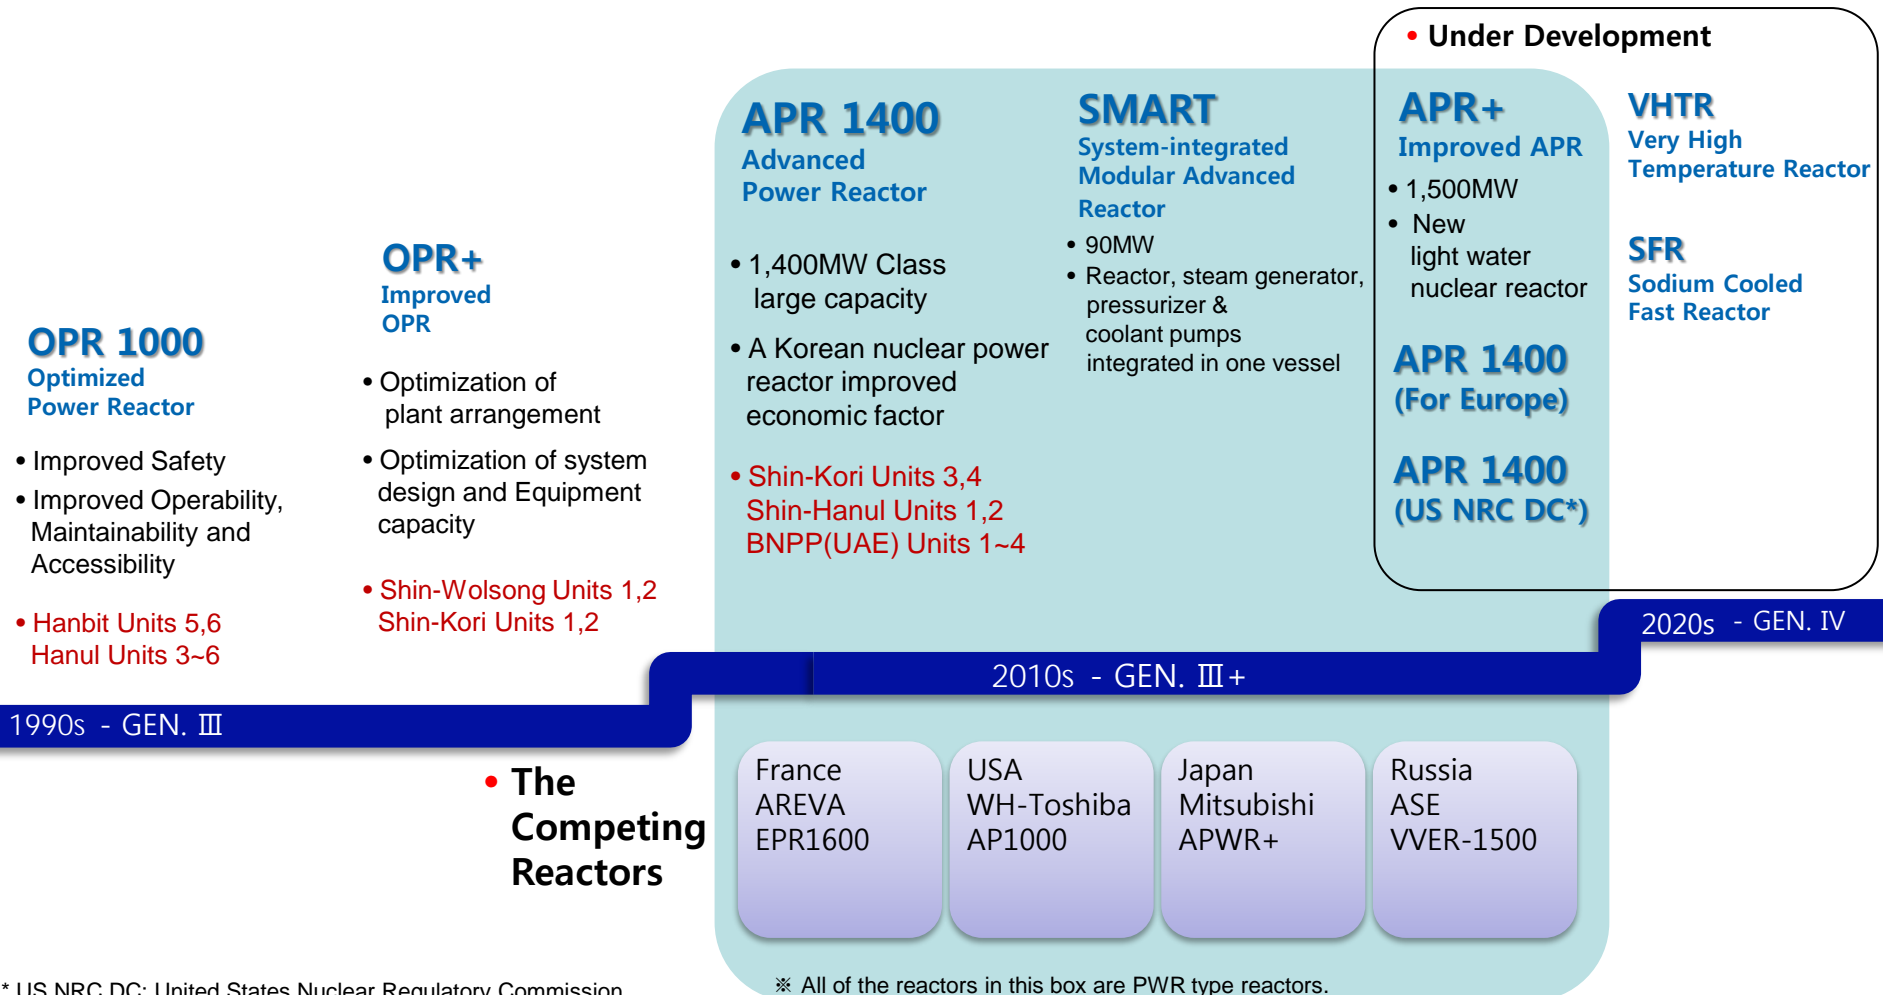 • Under Development
OPR 1000
Optimized
Power Reactor
• Improved Safety
• Improved Operability,
Maintainability and
Accessibility
• Hanbit Units 5,6
Hanul Units 3~6
OPR+
Improved
OPR
• Optimization of
plant arrangement
• Optimization of system
design and Equipment
capacity
• Shin-Wolsong Units 1,2
Shin-Kori Units 1,2
APR 1400
Advanced
Power Reactor
• 1,400MW Class
large capacity
• A Korean nuclear power
reactor improved
economic factor
• Shin-Kori Units 3,4
Shin-Hanul Units 1,2
BNPP(UAE) Units 1~4
SMART
System-integrated
Modular Advanced
Reactor
• 90MW
• Reactor, steam generator,
pressurizer &
coolant pumps
integrated in one vessel
APR+
Improved APR
• 1,500MW
• New
light water
nuclear reactor
APR 1400
(For Europe)
APR 1400
(US NRC DC*)
VHTR
Very High
Temperature Reactor
SFR
Sodium Cooled
Fast Reactor
1990s - GEN. Ⅲ
2010s - GEN. Ⅲ+
2020s - GEN. IV
• The
Competing
Reactors
France
AREVA
EPR1600
USA
WH-Toshiba
AP1000
Japan
Mitsubishi
APWR+
Russia
ASE
VVER-1500
※ All of the reactors in this box are PWR type reactors.
* US NRC DC: United States Nuclear Regulatory Commission